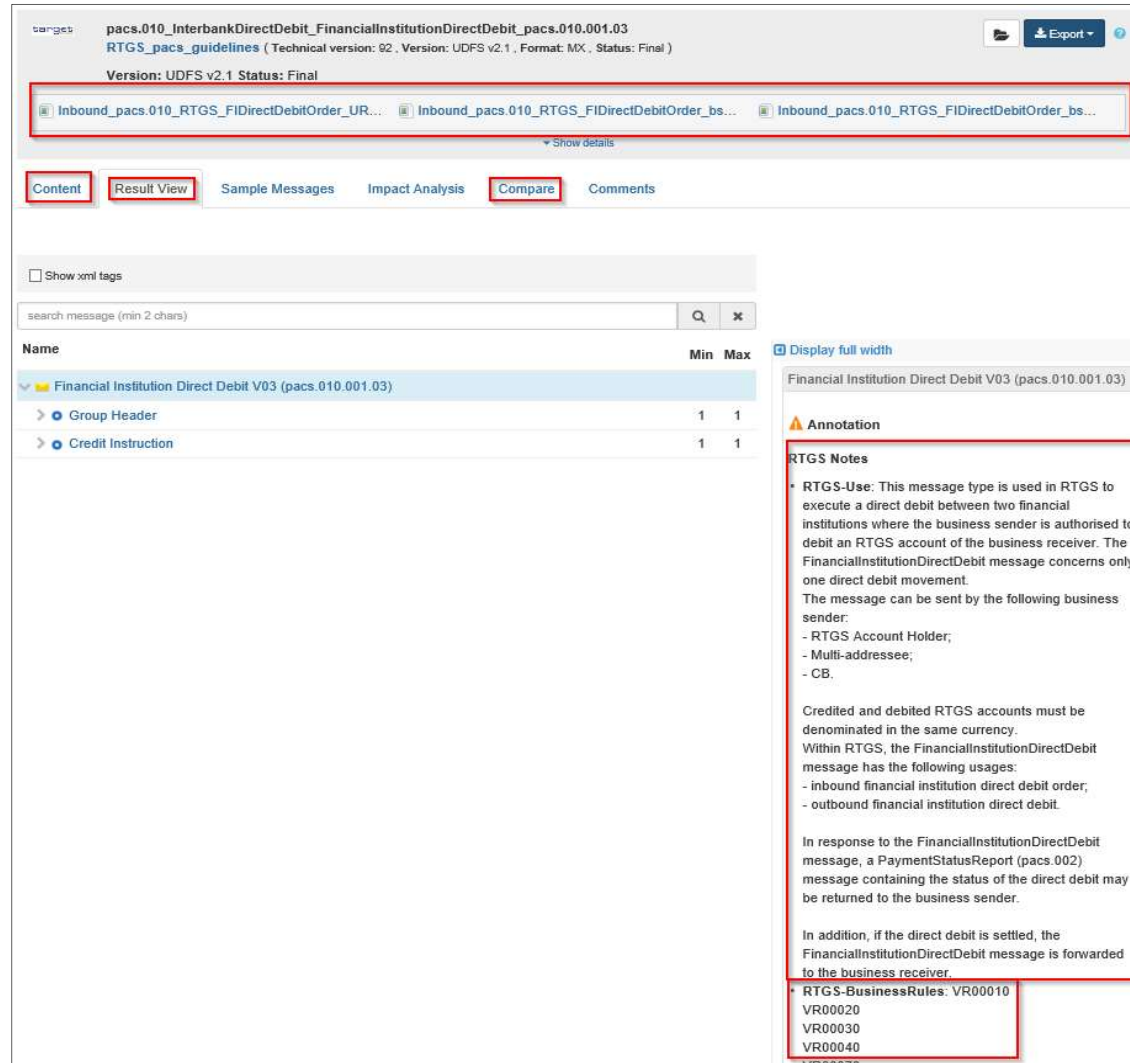 target
pacs.010_InterbankDirectDebit_FinancialInstitutionDirectDebit_pacs.010.001.03
RTGS_pacs_guidelines ( Technical version: 92 , Version: UDFS v2.1 , Format: MX , Status: Final )
Export
Version: UDFS v2.1 Status: Final
Inbound_pacs.010_RTGS_FIDirectDebitOrder_UR... Inbound_pacs.010_RTGS_FIDirectDebitOrder_bs... Inbound_pacs.010_RTGS_FIDirectDebitOrder_bs...
Show details
Content Result View Sample Messages Impact Analysis Compare Comments
Show xml tags
search message (min 2 chars)
Name Min Max
Financial Institution Direct Debit V03 (pacs.010.001.03)
Group Header 1 1
Credit Instruction 1 1
Display full width
Financial Institution Direct Debit V03 (pacs.010.001.03)
Annotation
RTGS Notes
• RTGS-Use: This message type is used in RTGS to
execute a direct debit between two financial
institutions where the business sender is authorised to
debit an RTGS account of the business receiver. The
FinancialInstitutionDirectDebit message concerns only
one direct debit movement.
The message can be sent by the following business
sender:
- RTGS Account Holder;
- Multi-addressee;
- CB.
Credited and debited RTGS accounts must be
denominated in the same currency.
Within RTGS, the FinancialInstitutionDirectDebit
message has the following usages:
- inbound financial institution direct debit order;
- outbound financial institution direct debit.
In response to the FinancialInstitutionDirectDebit
message, a PaymentStatusReport (pacs.002)
message containing the status of the direct debit may
be returned to the business sender.
In addition, if the direct debit is settled, the
FinancialInstitutionDirectDebit message is forwarded
to the business receiver.
• RTGS-BusinessRules: VR00010
VR00020
VR00030
VR00040